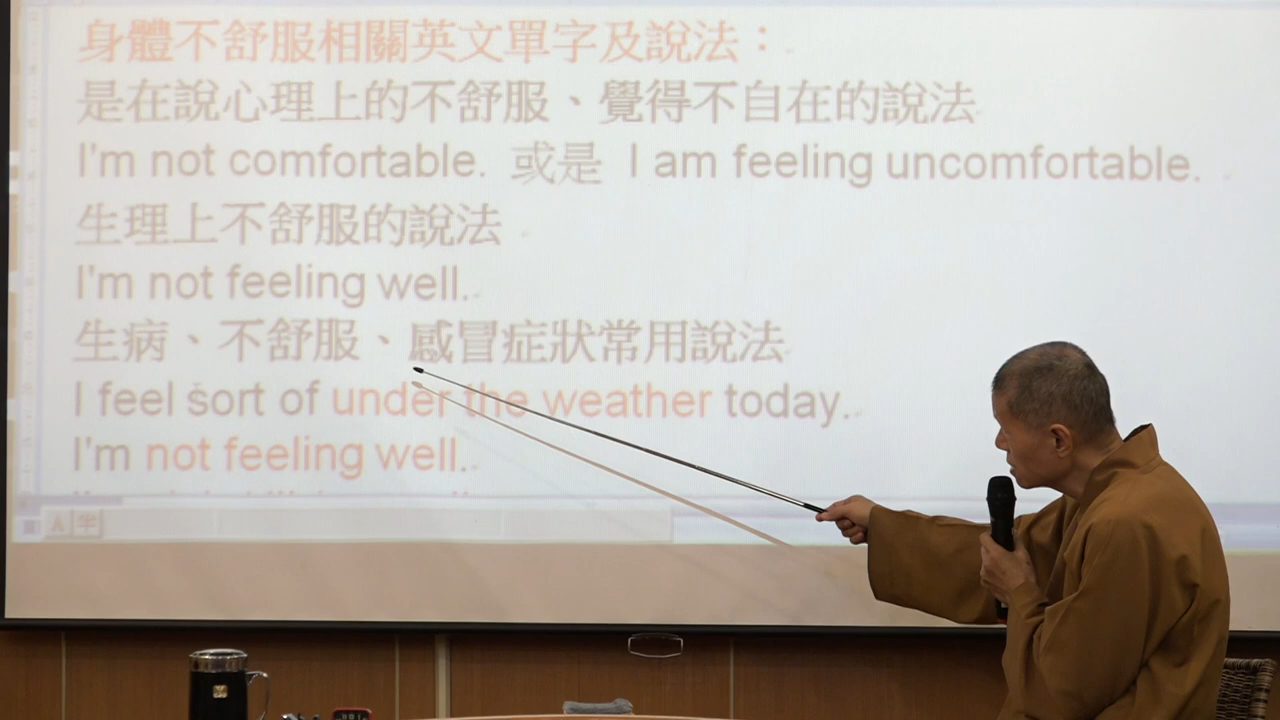 身體不舒服相關英文單字及說法：
是在說心理上的不舒服、覺得不自在的說法
I'm not comfortable. 或是 I am feeling uncomfortable.
生理上不舒服的說法
I'm not feeling well.
生病、不舒服、感冒症狀常用說法
I feel sort of under the weather today.
I'm not feeling well.